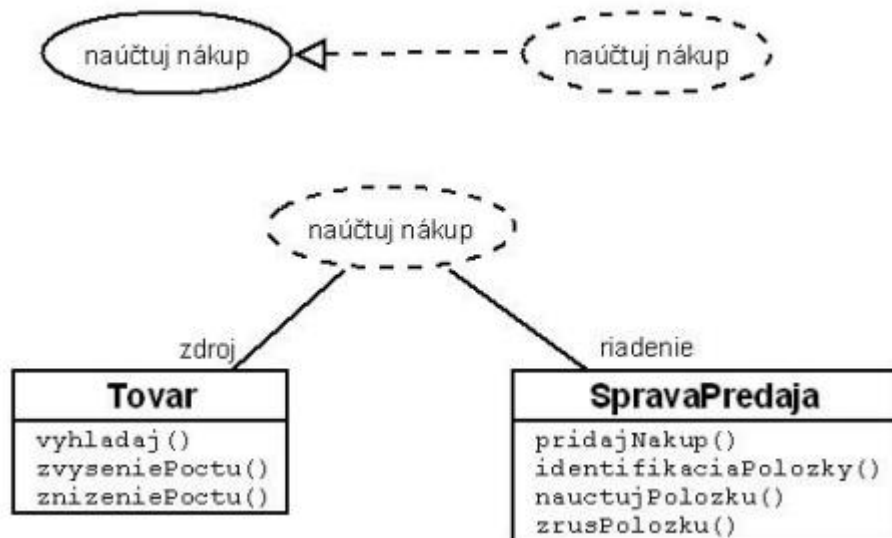 naúčtuj nákup
naúčtuj nákup
naúčtuj nákup
zdroj
riadenie
Tovar
vyhladaj()
zvyseniePoctu()
znizeniePoctu()
SpravaPredaja
pridajNakup()
identifikaciaPolozky()
nauctujPolozku()
zrusPolozku()